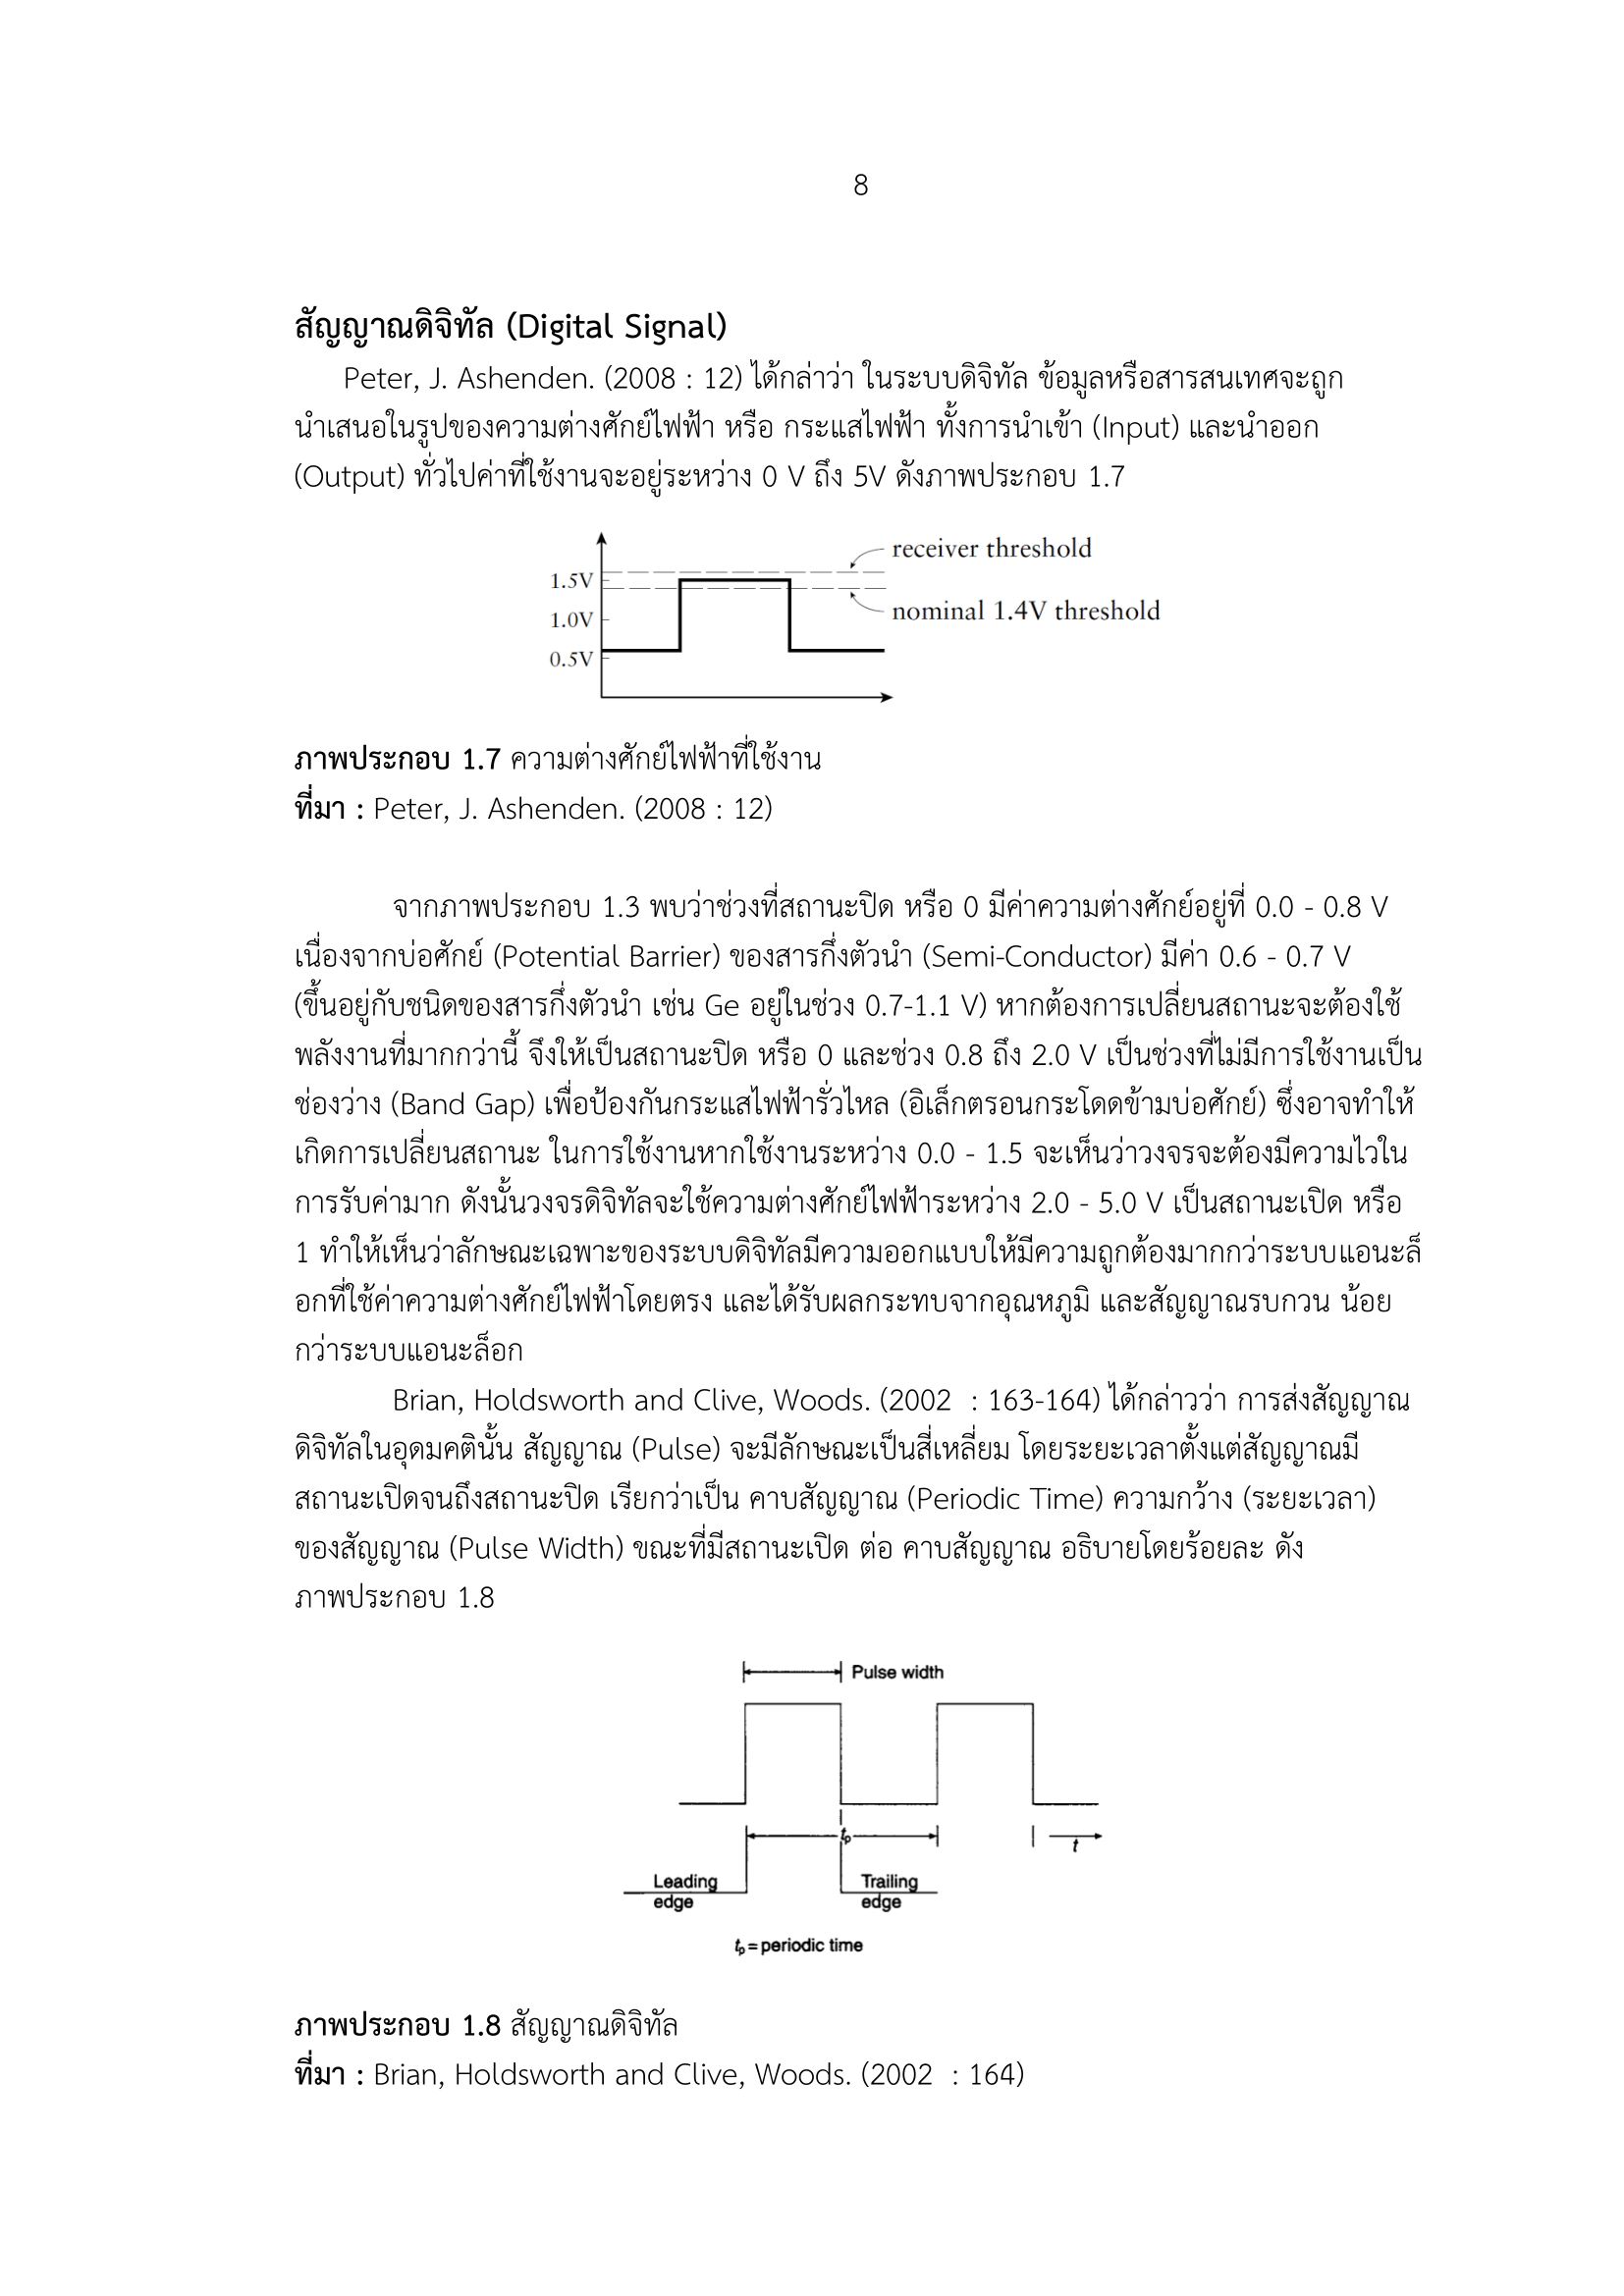 8
สัญญาณดิจิทัล (Digital Signal)
Peter, J. Ashenden. (2008 : 12) ได้กล่าว่า ในระบบดิจิทัล ข้อมูลหรือสารสนเทศจะถูก
นำเสนอในรูปของความต่างศักย์ไฟฟ้า หรือ กระแสไฟฟ้า ทั้งการนำเข้า (Input) และนำออก
(Output) ทั่วไปค่าที่ใช้งานจะอยู่ระหว่าง 0 V ถึง 5V ดังภาพประกอบ 1.7
receiver threshold
1.5V
nominal 1.4V threshold
1.0V
0.5V
ภาพประกอบ 1.7 ความต่างศักย์ไฟฟ้าที่ใช้งาน
ที่มา : Peter, J. Ashenden. (2008 : 12)
จากภาพประกอบ 1.3 พบว่าช่วงที่สถานะปิด หรือ 0 มีค่าความต่างศักย์อยู่ที่ 0.0 - 0.8 V
เนื่องจากบ่อศักย์ (Potential Barrier) ของสารกึ่งตัวนำ (Semi-Conductor) มีค่า 0.6 - 0.7 V
(ขึ้นอยู่กับชนิดของสารกึ่งตัวนำ เช่น Ge อยู่ในช่วง 0.7-1.1 V) หากต้องการเปลี่ยนสถานะจะต้องใช้
พลังงานที่มากกว่านี้ จึงให้เป็นสถานะปิด หรือ 0 และช่วง 0.8 ถึง 2.0 V เป็นช่วงที่ไม่มีการใช้งานเป็น
ช่องว่าง (Band Gap) เพื่อป้องกันกระแสไฟฟ้ารั่วไหล (อิเล็กตรอนกระโดดข้ามบ่อศักย์) ซึ่งอาจทำให้
เกิดการเปลี่ยนสถานะ ในการใช้งานหากใช้งานระหว่าง 0.0 - 1.5 จะเห็นว่าวงจรจะต้องมีความไวใน
การรับค่ามาก ดังนั้นวงจรดิจิทัลจะใช้ความต่างศักย์ไฟฟ้าระหว่าง 2.0 - 5.0 V เป็นสถานะเปิด หรือ
1 ทำให้เห็นว่าลักษณะเฉพาะของระบบดิจิทัลมีความออกแบบให้มีความถูกต้องมากกว่าระบบแอนะล็
อกที่ใช้ค่าความต่างศักย์ไฟฟ้าโดยตรง และได้รับผลกระทบจากอุณหภูมิ และสัญญาณรบกวน น้อย
กว่าระบบแอนะล็อก
Brian, Holdsworth and Clive, Woods. (2002  : 163-164) ได้กล่าวว่า การส่งสัญญาณ
ดิจิทัลในอุดมคตินั้น สัญญาณ (Pulse) จะมีลักษณะเป็นสี่เหลี่ยม โดยระยะเวลาตั้งแต่สัญญาณมี
สถานะเปิดจนถึงสถานะปิด เรียกว่าเป็น คาบสัญญาณ (Periodic Time) ความกว้าง (ระยะเวลา)
ของสัญญาณ (Pulse Width) ขณะที่มีสถานะเปิด ต่อ คาบสัญญาณ อธิบายโดยร้อยละ ดัง
ภาพประกอบ 1.8
Pulse width
tp
t
Leading
edge
Trailing
edge
tp = periodic time
ภาพประกอบ 1.8 สัญญาณดิจิทัล
ที่มา : Brian, Holdsworth and Clive, Woods. (2002  : 164)